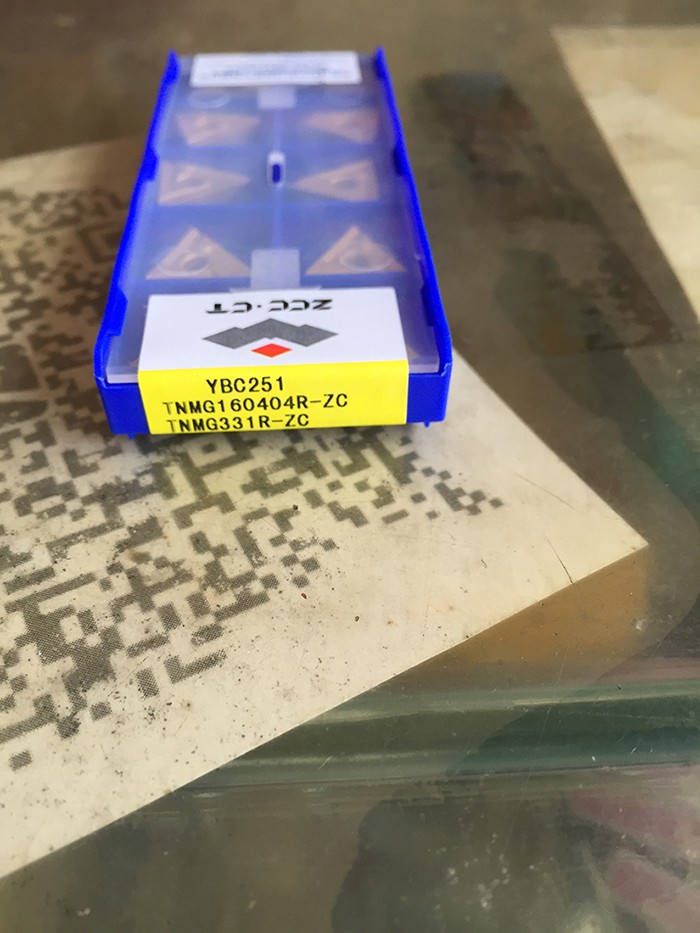 ZCC·CT
YBC251
TNMG160404R-ZC
TNMG331R-ZC